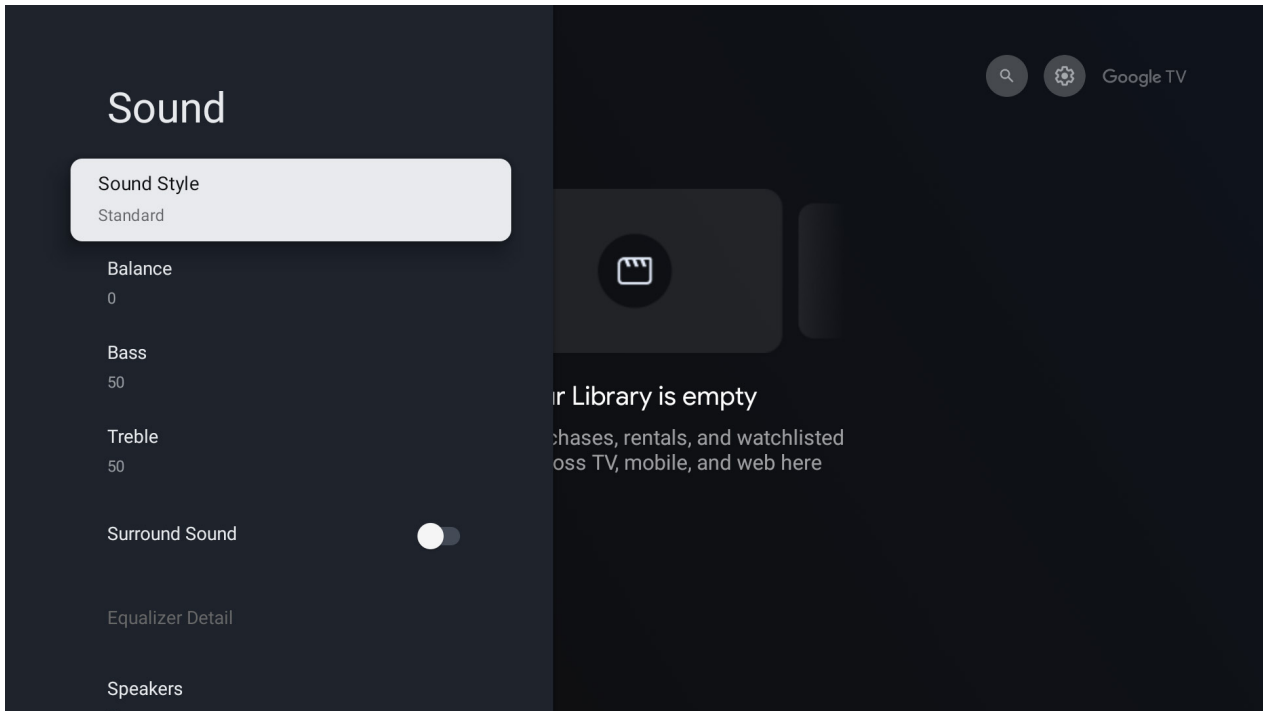 Sound
Sound Style
Standard
Balance
0
Bass
50
Treble
50
Surround Sound
Equalizer Detail
Speakers
Google TV
r Library is empty
chases, rentals, and watchlisted
oss TV, mobile, and web here